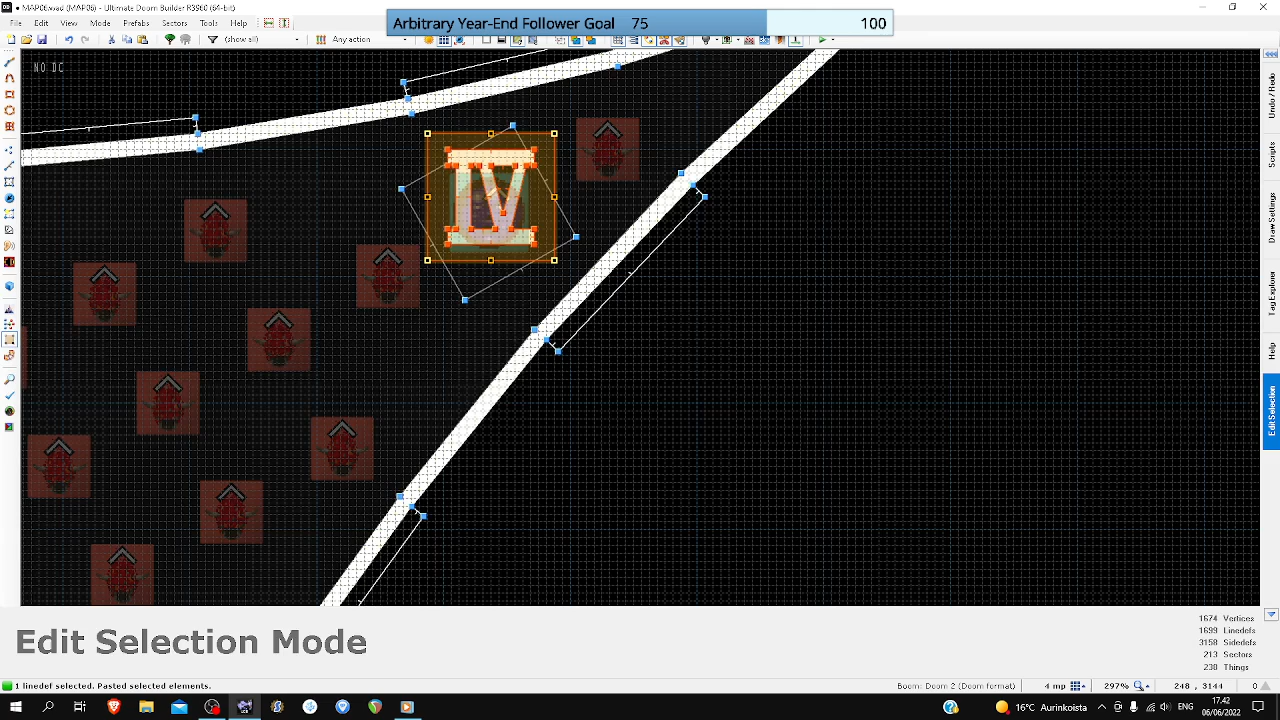 MAP06x.wad (MAP06) - Ultimate Doom Builder R3960 (64-bit)
Arbitrary Year-End Follower Goal 75 100
File Edit View Mode Prefabs Sectors Tools Help
(show all)
Any action
NO DC
IV
Undo / Redo
Draw Settings
Tag Explorer
Help
Edit Selection
Edit Selection Mode
1674 Vertices
1699 Linedefs
3158 Sidedefs
213 Sectors
230 Things
1 linedef selected. Pasted selected elements.
Boom: Doom 2 (Doom format) 4 mp 297% 248 , 3144 0
16°C Aurinkoista ENG 17.42
06/06/2022